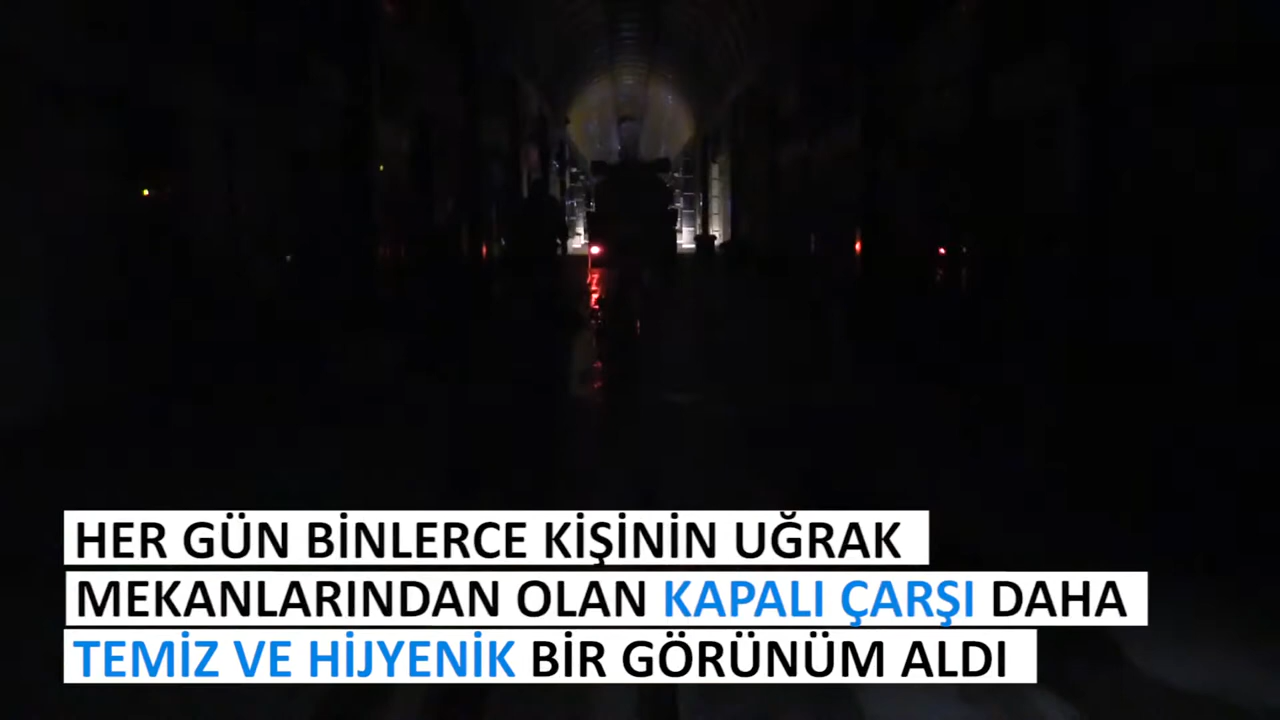 HER GÜN BİNLERCE KİŞİNİN UĞRAK
MEKANLARINDAN OLAN KAPALI ÇARŞI DAHA
TEMİZ VE HİJYENİK BİR GÖRÜNÜM ALDI